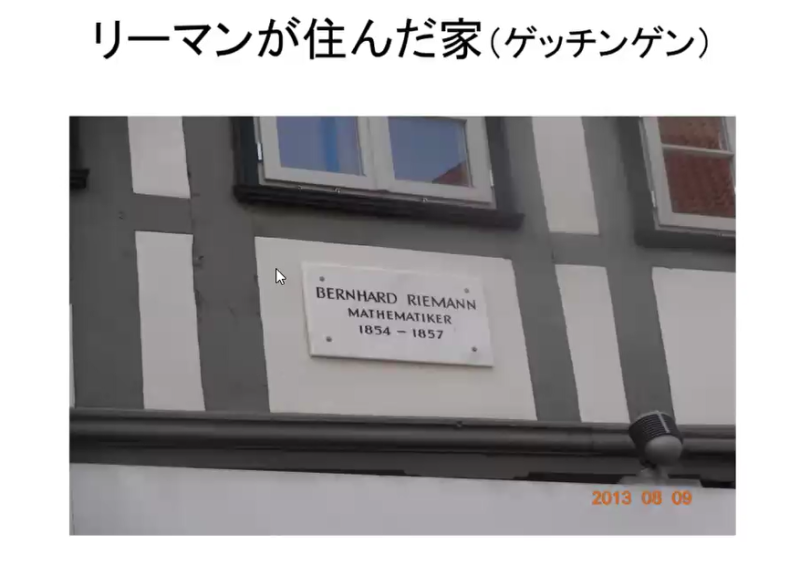 リーマンが住んだ家(ゲッチンゲン)
BERNHARD RIEMANN
MATHEMATIKER
1854 – 1857
2013 08 09